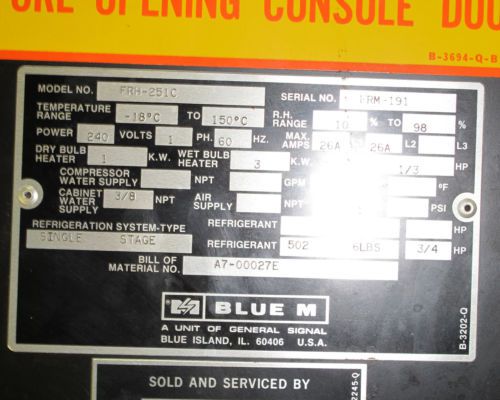 OPENING CONSOLE DOO
B-3694-Q-B
MODEL NO. FRH-251C SERIAL NO. FRM-191
TEMPERATURE RANGE -18°C TO 150°C R.H. RANGE 10 % TO 98 %
POWER 240 VOLTS 1 PH. 60 HZ. MAX. AMPS 26A 26A L2 L3
DRY BULB HEATER 1 K.W. WET BULB HEATER 3 K.W. 1/3 HP
COMPRESSOR WATER SUPPLY NPT GPM °F
CABINET WATER SUPPLY 3/8 NPT AIR SUPPLY NPT PSI
REFRIGERATION SYSTEM-TYPE REFRIGERANT HP
SINGLE STAGE REFRIGERANT 502 6LBS 3/4 HP
BILL OF MATERIAL NO. A7-00027E
BLUE M
A UNIT OF GENERAL SIGNAL
BLUE ISLAND, IL. 60406 U.S.A.
B-3202-Q
SOLD AND SERVICED BY
2245-Q